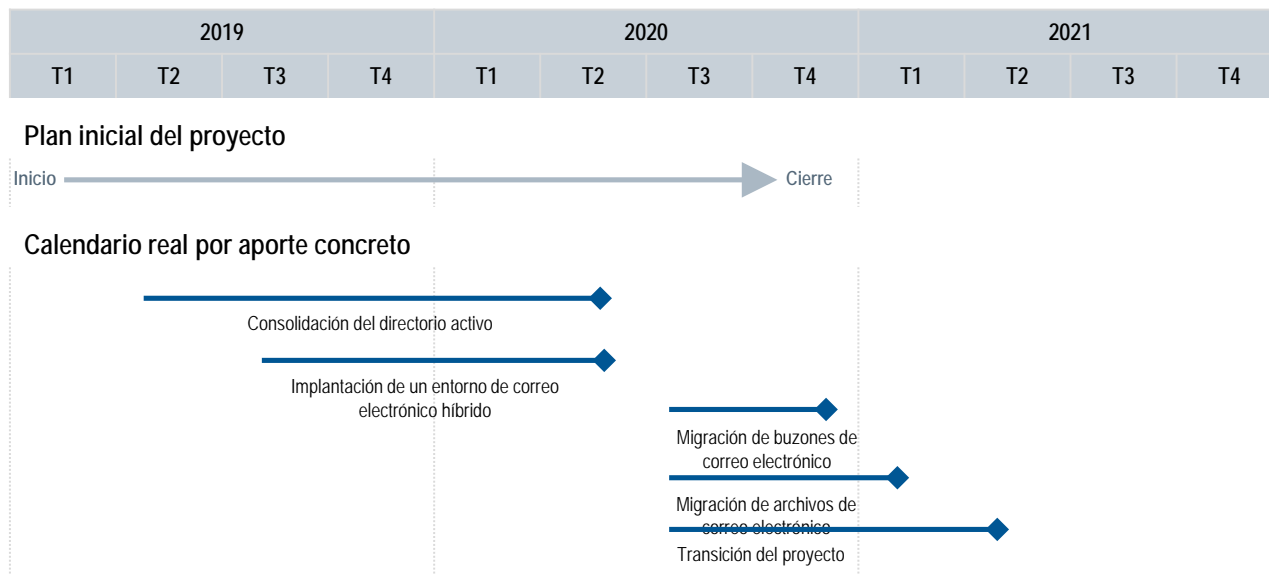 2019 2020 2021
T1 T2 T3 T4 T1 T2 T3 T4 T1 T2 T3 T4
Plan inicial del proyecto
Inicio Cierre
Calendario real por aporte concreto
Consolidación del directorio activo
Implantación de un entorno de correo
electrónico híbrido
Migración de buzones de
correo electrónico
Migración de archivos de
correo electrónico
Transición del proyecto